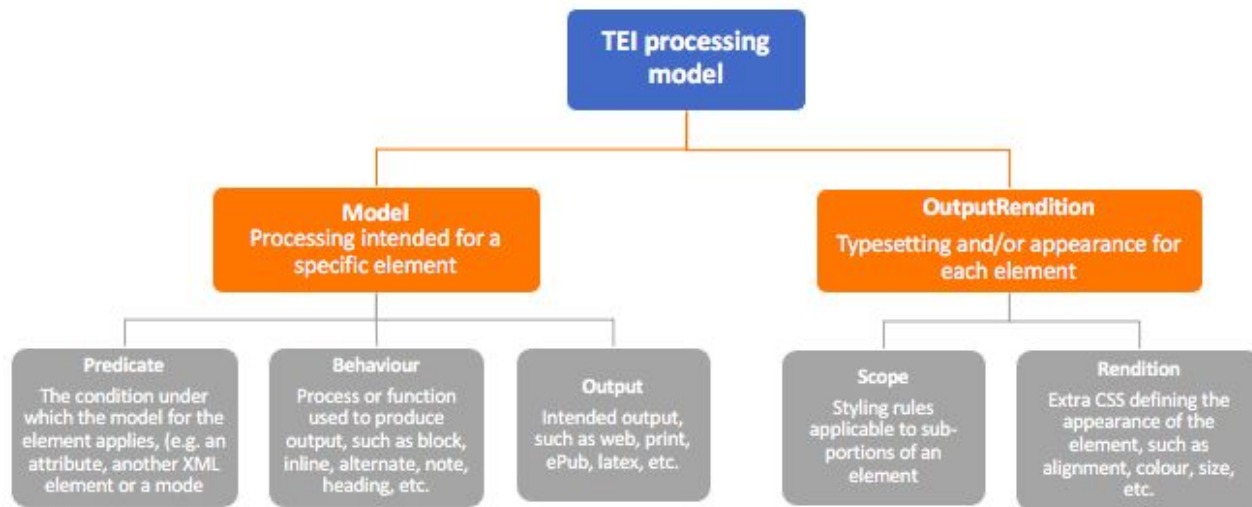 TEI processing
model
Model
Processing intended for a
specific element
OutputRendition
Typesetting and/or appearance for
each element
Predicate
The condition under
which the model for the
element applies, (e.g. an
attribute, another XML
element or a mode
Behaviour
Process or function
used to produce
output, such as block,
inline, alternate, note,
heading, etc.
Output
Intended output,
such as web, print,
ePub, latex, etc.
Scope
Styling rules
applicable to sub-
portions of an
element
Rendition
Extra CSS defining the
appearance of the
element, such as
alignment, colour, size,
etc.